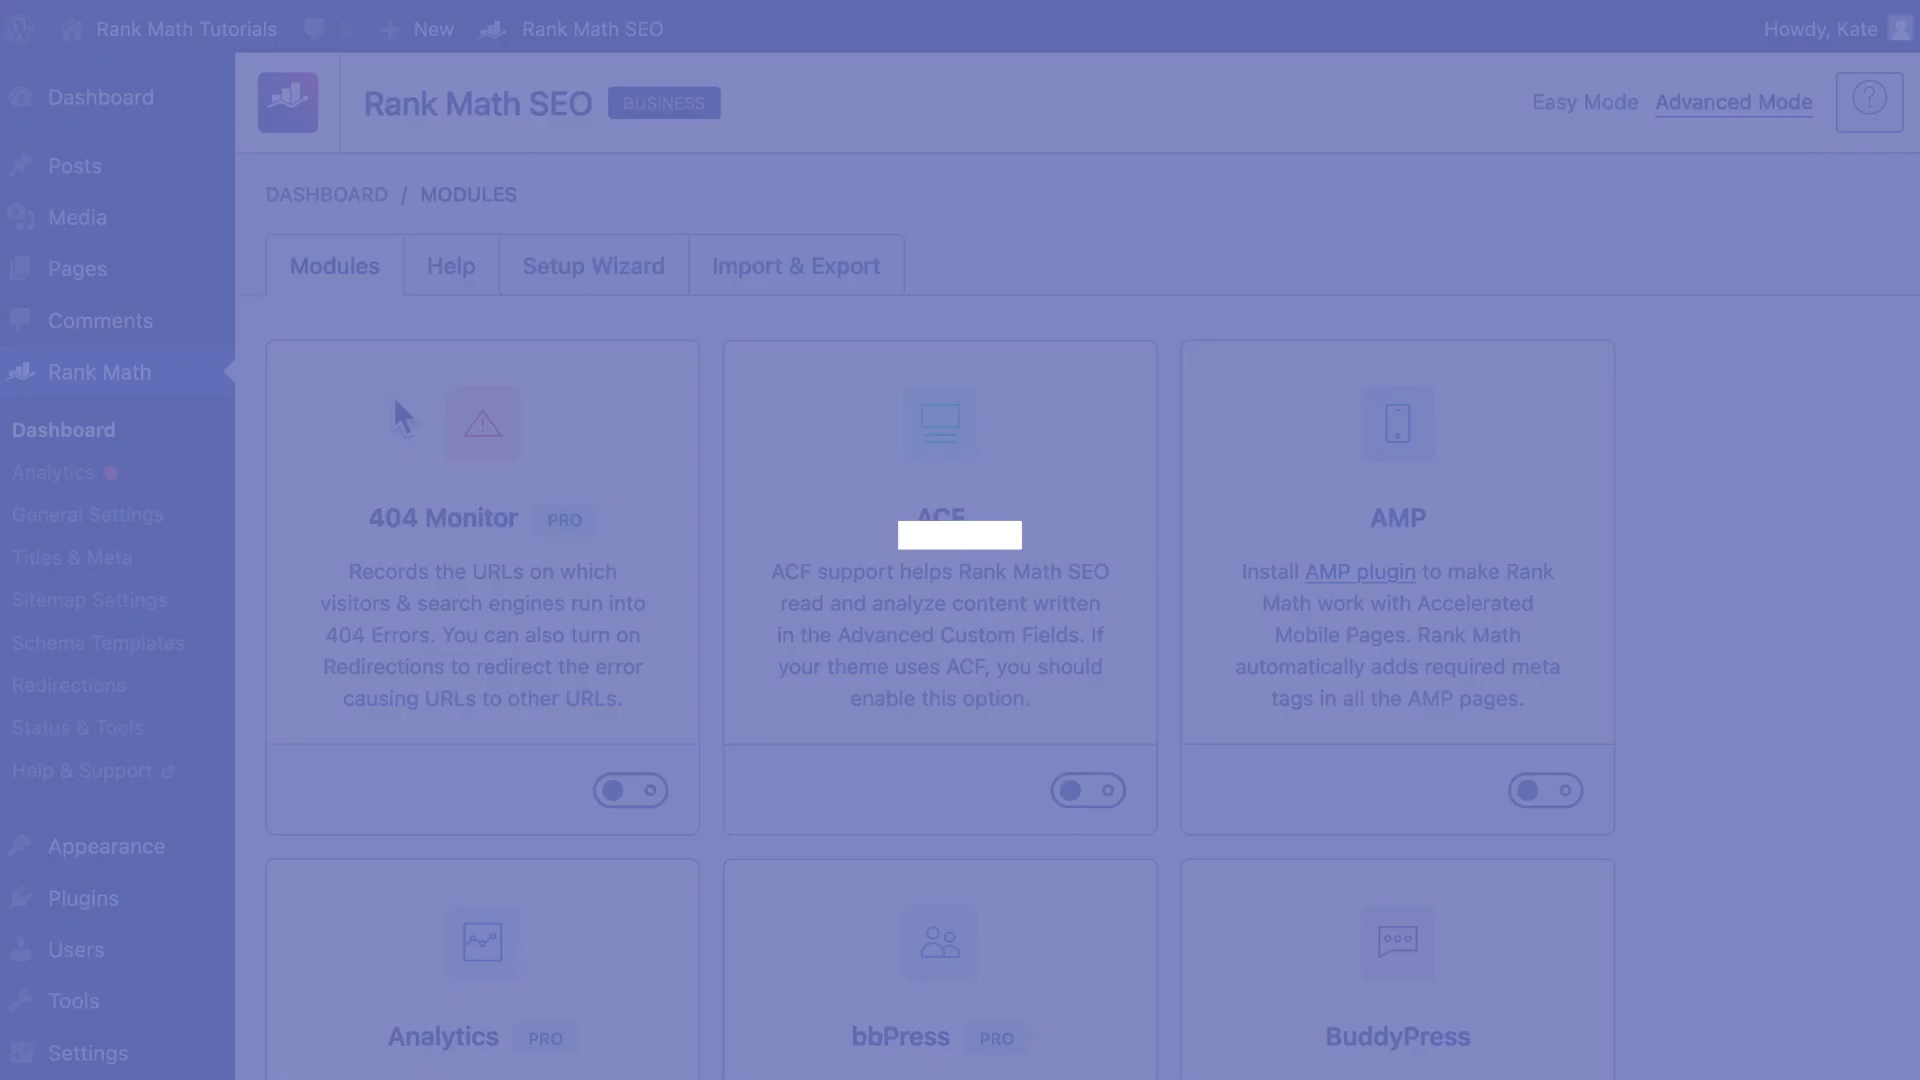 Rank Math Tutorials
0
New
Rank Math SEO
Howdy, Kate
Dashboard
Posts
Media
Pages
Comments
Rank Math
Dashboard
Analytics
General Settings
Titles & Meta
Sitemap Settings
Schema Templates
Redirections
Status & Tools
Help & Support
Appearance
Plugins
Users
Tools
Settings
Rank Math SEO BUSINESS
Easy Mode Advanced Mode
?
DASHBOARD / MODULES
Modules Help Setup Wizard Import & Export
404 Monitor PRO
Records the URLs on which
visitors & search engines run into
404 Errors. You can also turn on
Redirections to redirect the error
causing URLs to other URLs.
ACF
ACF support helps Rank Math SEO
read and analyze content written
in the Advanced Custom Fields. If
your theme uses ACF, you should
enable this option.
AMP
Install AMP plugin to make Rank
Math work with Accelerated
Mobile Pages. Rank Math
automatically adds required meta
tags in all the AMP pages.
Analytics PRO
bbPress PRO
BuddyPress